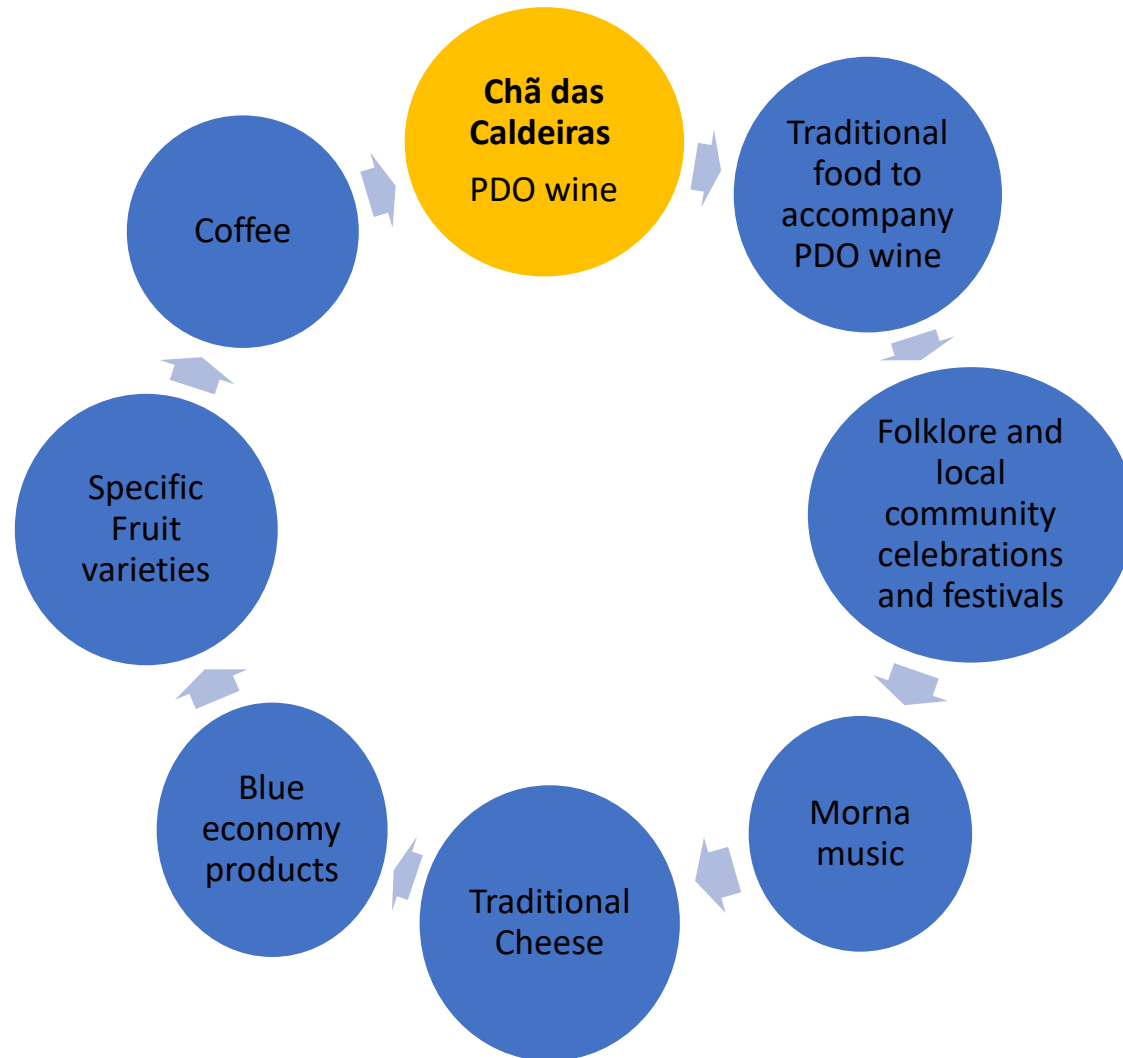 Chã das
Caldeiras
PDO wine
Traditional
food to
accompany
PDO wine
Folklore and
local
community
celebrations
and festivals
Morna
music
Traditional
Cheese
Blue
economy
products
Specific
Fruit
varieties
Coffee